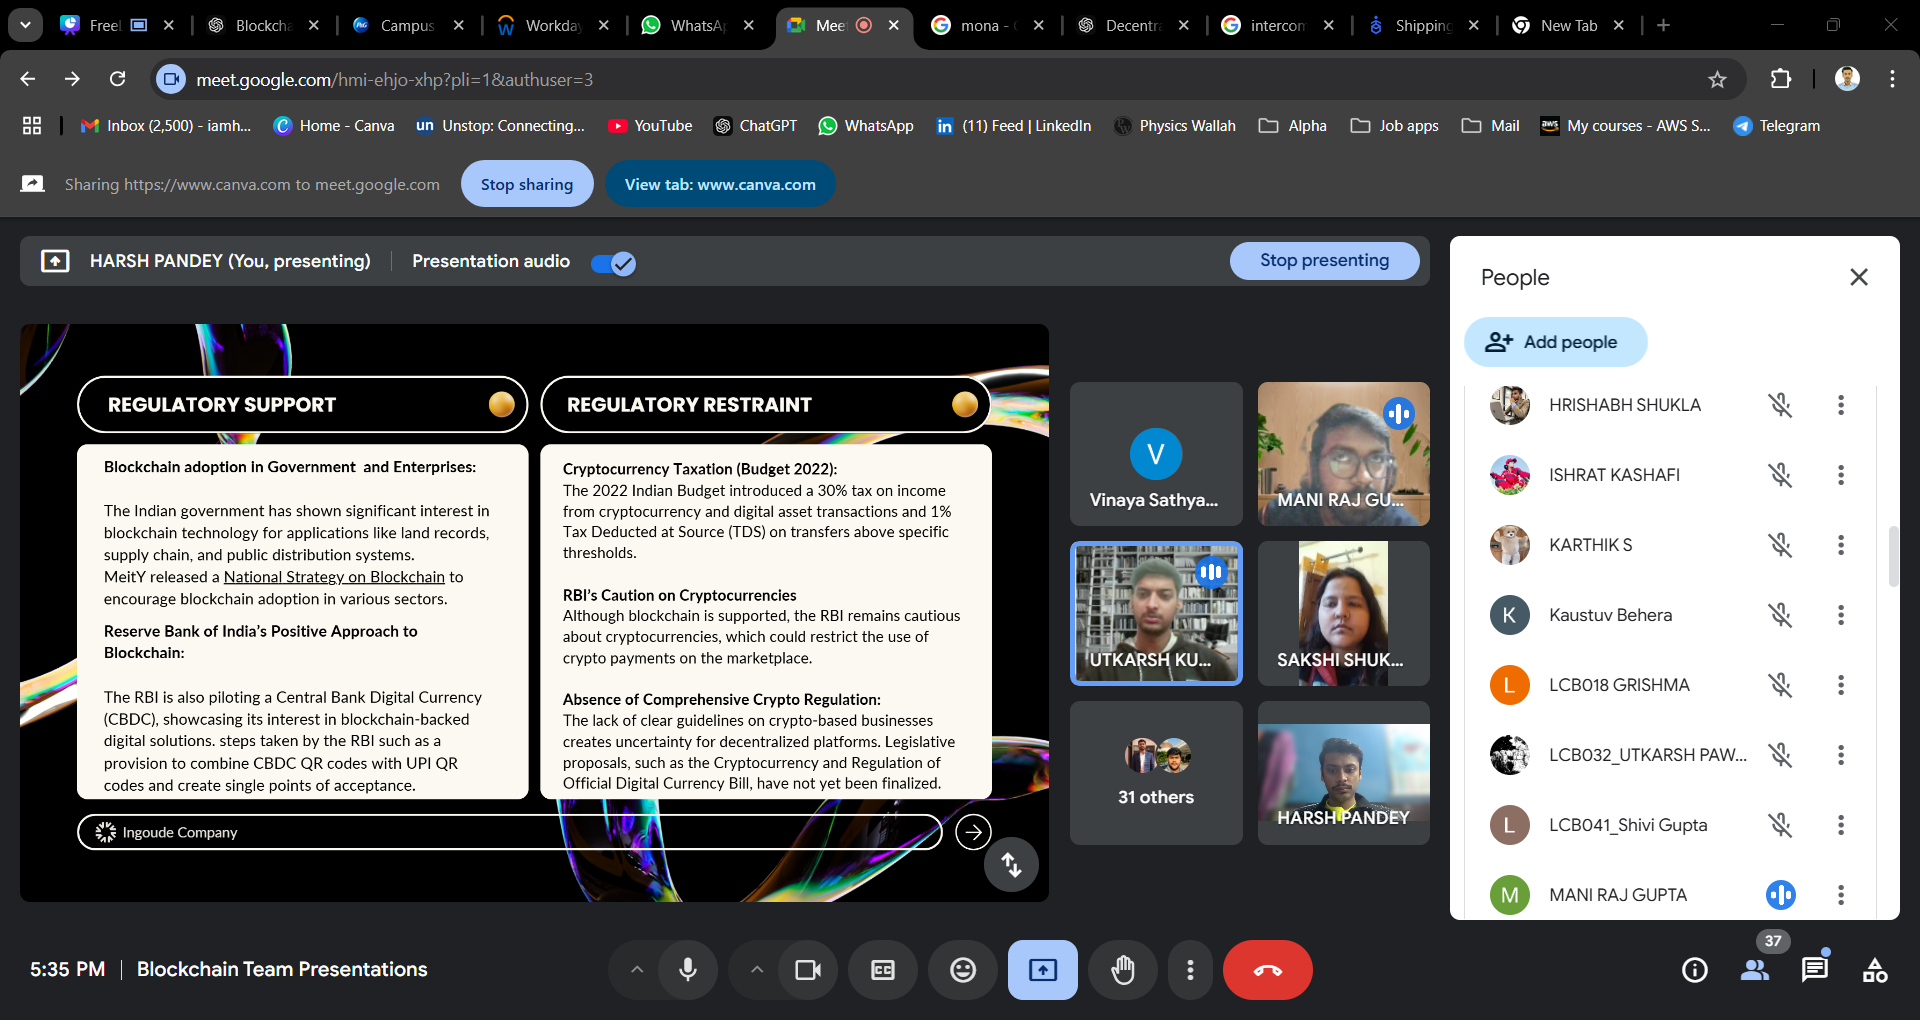 Free
Blockcha
Campus
Workda
WhatsA
Meet
mona -
Decentra
intercon
Shipping
New Tab
meet.google.com/hmi-ehjo-xhp?pli=1&authuser=3
Inbox (2,500) - iamh...
Home - Canva
un
Unstop: Connecting...
YouTube
ChatGPT
WhatsApp
(11) Feed | LinkedIn
Physics Wallah
Alpha
Job apps
Mail
aws
My courses - AWS S...
Telegram
Sharing https://www.canva.com to meet.google.com
Stop sharing
View tab: www.canva.com
HARSH PANDEY (You, presenting)
Presentation audio
Stop presenting
REGULATORY SUPPORT
Blockchain adoption in Government and Enterprises:
The Indian government has shown significant interest in
blockchain technology for applications like land records,
supply chain, and public distribution systems.
MeitY released a National Strategy on Blockchain to
encourage blockchain adoption in various sectors.
Reserve Bank of India's Positive Approach to
Blockchain:
The RBI is also piloting a Central Bank Digital Currency
(CBDC), showcasing its interest in blockchain-backed
digital solutions. steps taken by the RBI such as a
provision to combine CBDC QR codes with UPI QR
codes and create single points of acceptance.
REGULATORY RESTRAINT
Cryptocurrency Taxation (Budget 2022):
The 2022 Indian Budget introduced a 30% tax on income
from cryptocurrency and digital asset transactions and 1%
Tax Deducted at Source (TDS) on transfers above specific
thresholds.
RBI's Caution on Cryptocurrencies
Although blockchain is supported, the RBI remains cautious
about cryptocurrencies, which could restrict the use of
crypto payments on the marketplace.
Absence of Comprehensive Crypto Regulation:
The lack of clear guidelines on crypto-based businesses
creates uncertainty for decentralized platforms. Legislative
proposals, such as the Cryptocurrency and Regulation of
Official Digital Currency Bill, have not yet been finalized.
Ingoude Company
V
Vinaya Sathya...
MANI RAJ GU...
UTKARSH KU...
SAKSHI SHUK...
31 others
HARSH PANDEY
People
Add people
HRISHABH SHUKLA
ISHRAT KASHAFI
KARTHIK S
K
Kaustuv Behera
L
LCB018 GRISHMA
LCB032_UTKARSH PAW...
L
LCB041_Shivi Gupta
M
MANI RAJ GUPTA
5:35 PM
Blockchain Team Presentations
37